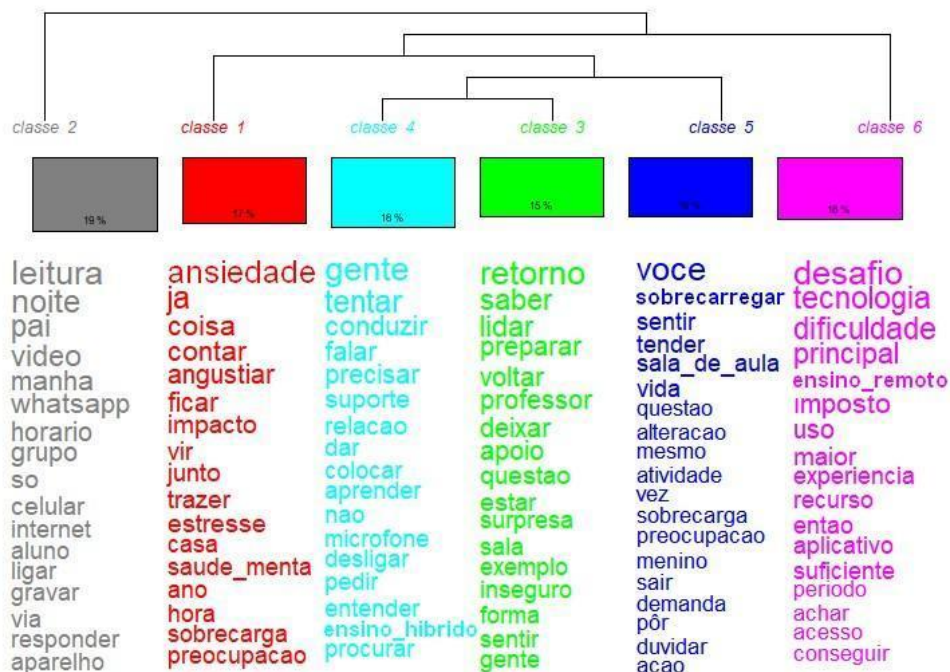 classe 2
classe 1
classe 4
classe 3
classe 5
classe 6
19 %
17 %
18 %
15 %
16 %
leitura
noite
pai
video
manha
whatsapp
horario
grupo
so
celular
internet
aluno
ligar
gravar
via
responder
aparelho
ansiedade
ja
coisa
contar
angustiar
ficar
impacto
vir
junto
trazer
estresse
casa
saude_menta
ano
hora
sobrecarga
preocupacao
gente
tentar
conduzir
falar
precisar
suporte
relacao
dar
colocar
aprender
nao
microfone
desligar
pedir
entender
ensino_hibrido
procurar
retorno
saber
lidar
preparar
voltar
professor
deixar
apoio
questao
estar
surpresa
sala
exemplo
inseguro
forma
sentir
gente
voce
sobrecarregar
sentir
tender
sala_de_aula
vida
questao
alteracao
mesmo
atividade
vez
sobrecarga
preocupacao
menino
sair
demanda
pôr
duvidar
acao
desafio
tecnologia
dificuldade
principal
ensino_remoto
imposto
uso
maior
experiencia
recurso
entao
aplicativo
suficiente
periodo
achar
acesso
conseguir